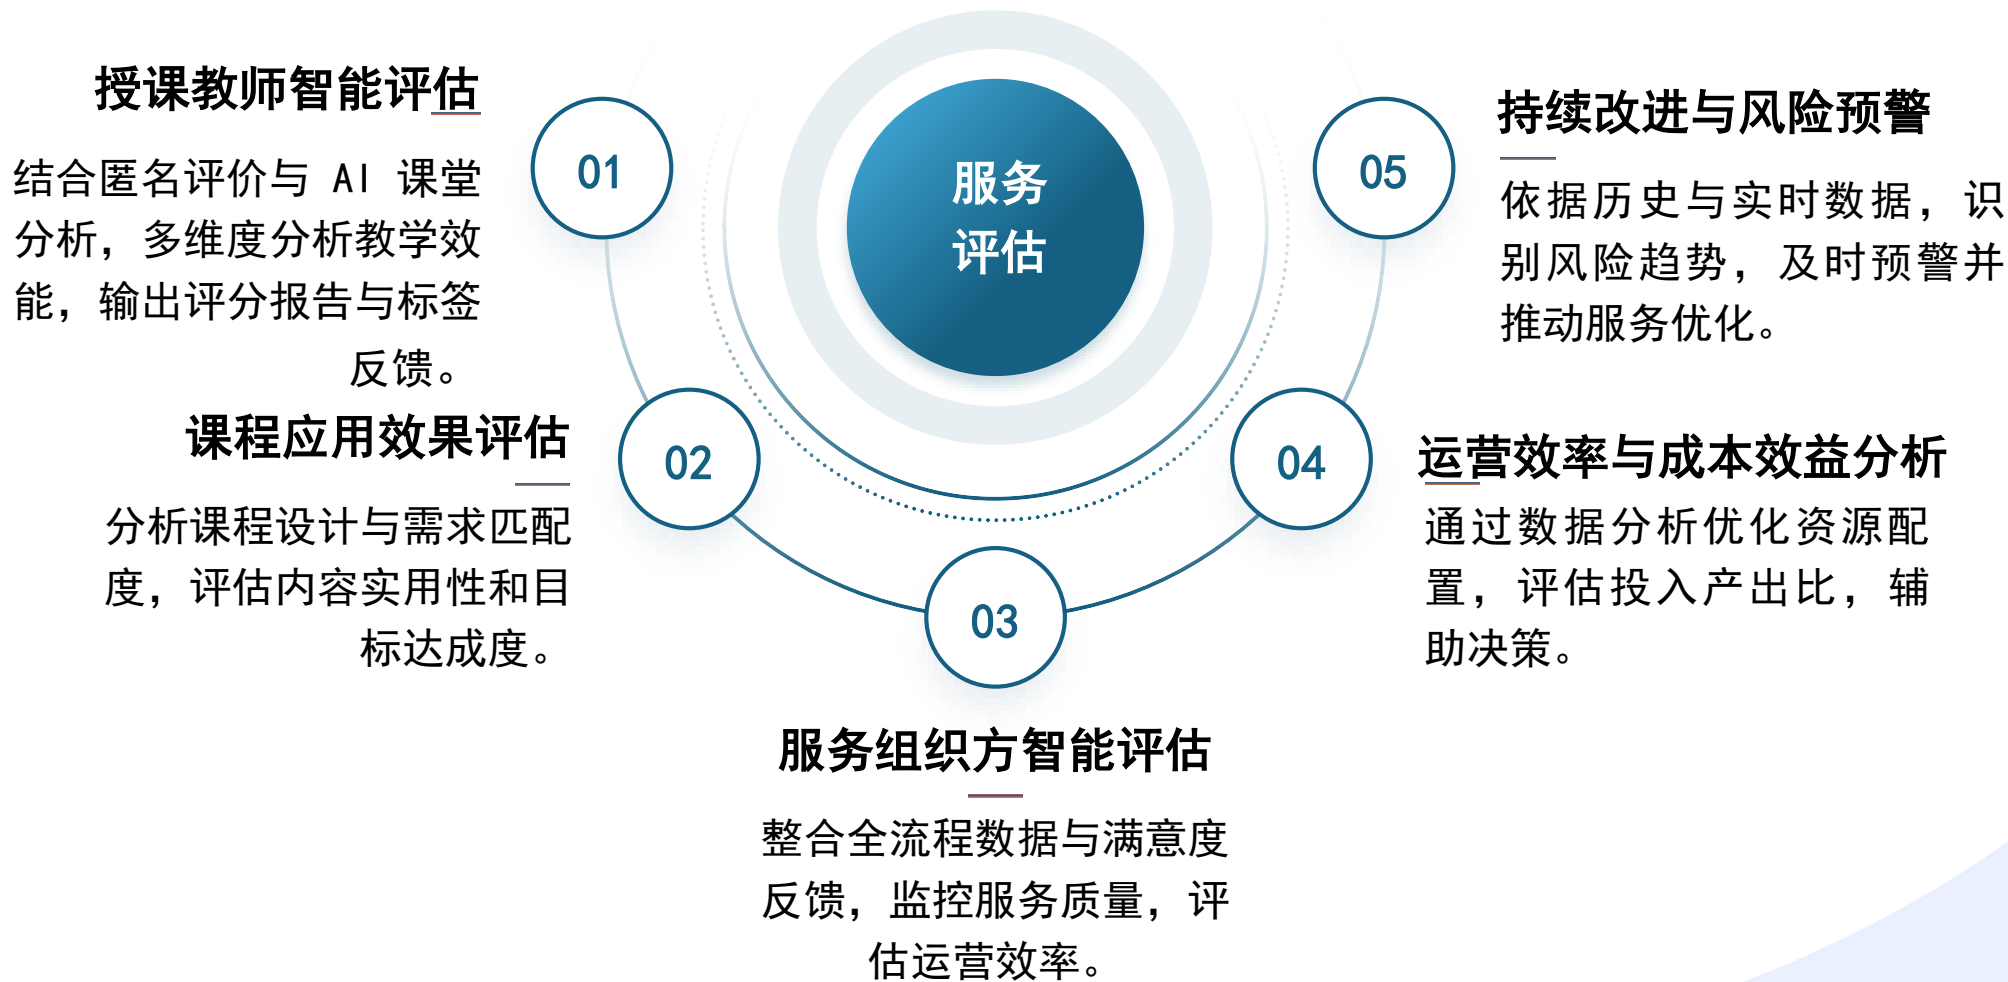 服务
评估
01
授课教师智能评估
结合匿名评价与 AI 课堂
分析，多维度分析教学效
能，输出评分报告与标签
反馈。
02
课程应用效果评估
分析课程设计与需求匹配
度，评估内容实用性和目
标达成度。
03
服务组织方智能评估
整合全流程数据与满意度
反馈，监控服务质量，评
估运营效率。
04
运营效率与成本效益分析
通过数据分析优化资源配
置，评估投入产出比，辅
助决策。
05
持续改进与风险预警
依据历史与实时数据，识
别风险趋势，及时预警并
推动服务优化。